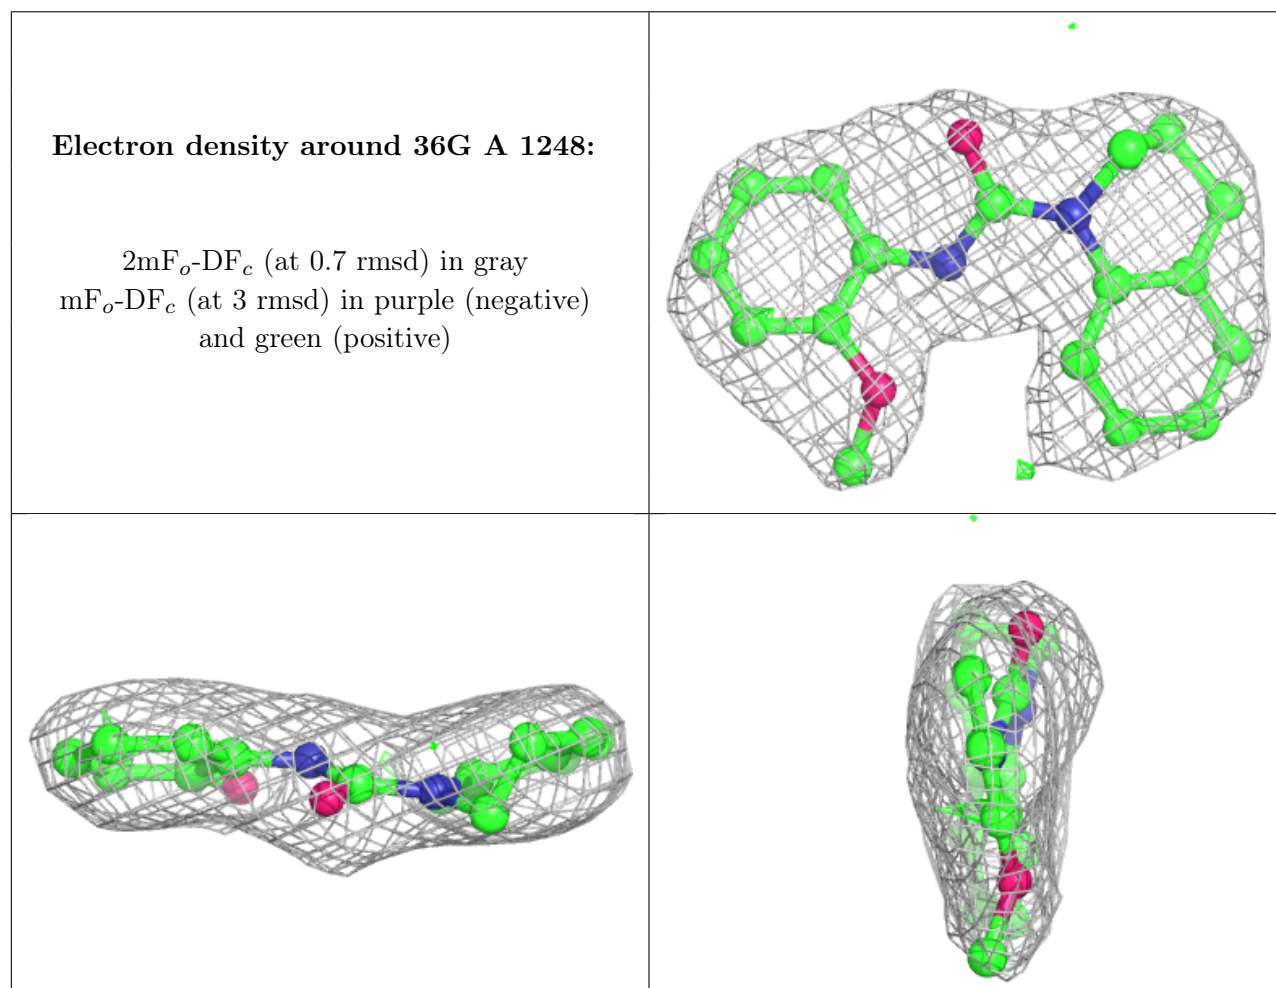 Electron density around 36G A 1248:
2mFo-DFc (at 0.7 rmsd) in gray
mFo-DFc (at 3 rmsd) in purple (negative)
and green (positive)